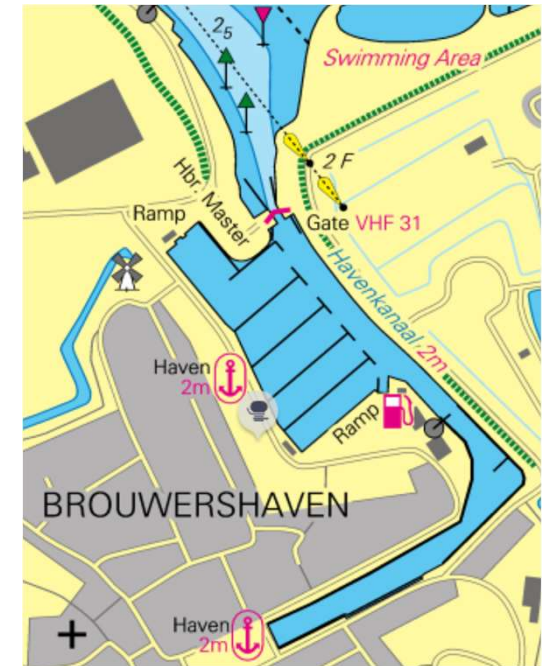 2₅
Swimming Area
2 F
Hbr. Master
Ramp
Gate VHF 31
Havenkanaal 2m
Haven
2m
Ramp
BROUWERSHAVEN
Haven
2m